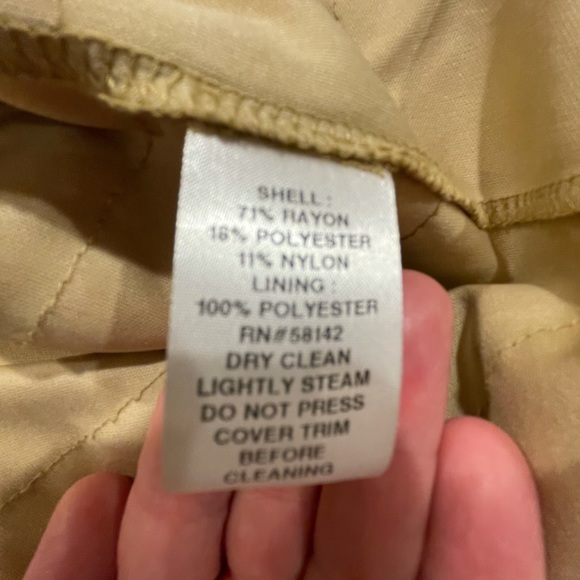 SHELL :
71% RAYON
18% POLYESTER
11% NYLON
LINING :
100% POLYESTER
RN#58142
DRY CLEAN
LIGHTLY STEAM
DO NOT PRESS
COVER TRIM
BEFORE
CLEANING